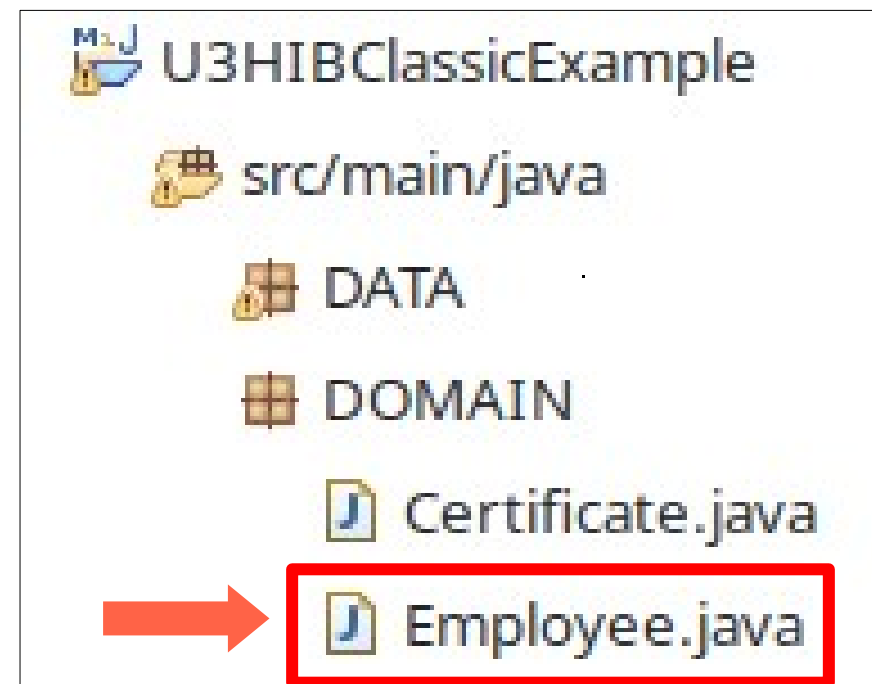 U3HIBClassicExample
src/main/java
DATA
DOMAIN
Certificate.java
Employee.java